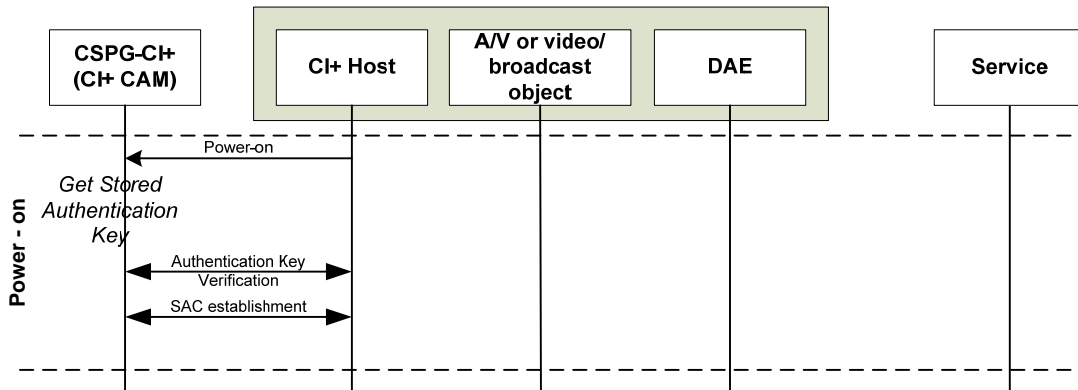 CSPG-CI+
(CI+ CAM)
CI+ Host
A/V or video/
broadcast
object
DAE
Service
Power-on
Get Stored
Authentication
Key
Authentication Key
Verification
SAC establishment
Power - on